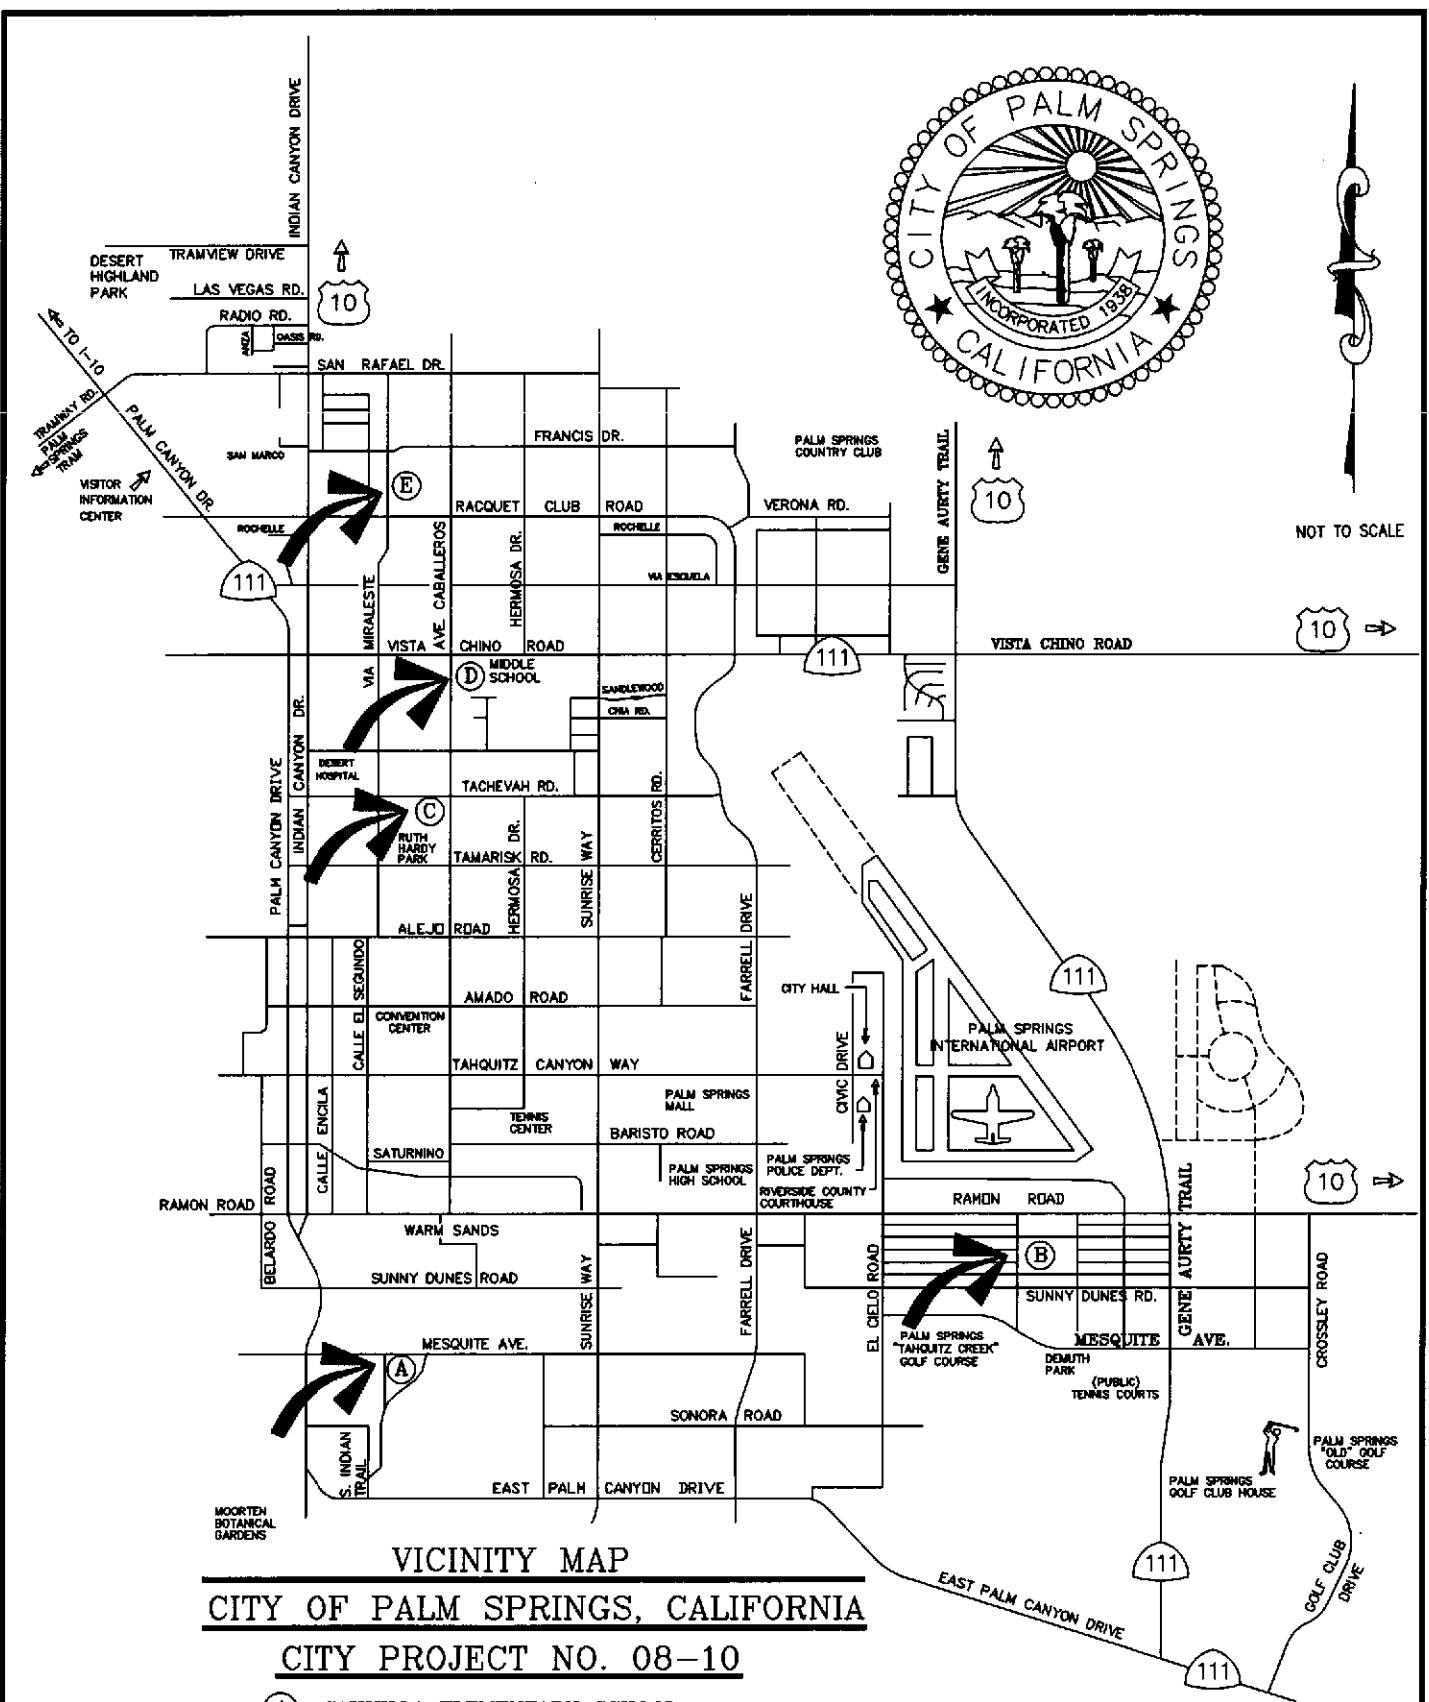 CITY OF PALM SPRINGS
CALIFORNIA
INCORPORATED 1938
INDIAN CANYON DRIVE
TRAMVIEW DRIVE
DESERT
HIGHLAND
PARK
LAS VEGAS RD.
10
RADIO RD.
ANZA
OASIS RD.
TO I-10
SAN RAFAEL DR.
TRAMWAY RD.
PALM
SPRINGS
TRAM
PALM CANYON DR.
FRANCIS DR.
SAN MARCO
PALM SPRINGS
COUNTRY CLUB
GENE AURTY TRAIL
10
VISITOR
INFORMATION
CENTER
E
RACQUET CLUB ROAD
VERONA RD.
ROCHELLE
ROCHELLE
NOT TO SCALE
111
VIA MIRALESTE
AVE. CABALLEROS
HERMOSA DR.
VIA ESCUELA
10
VISTA CHINO ROAD
VISTA CHINO ROAD
111
D
MIDDLE
SCHOOL
SANDLEWOOD
CHIA RD.
PALM CANYON DRIVE
INDIAN CANYON DR.
DESERT
HOSPITAL
TACHEVAH RD.
C
RUTH
HARDY
PARK
TAMARISK RD.
HERMOSA DR.
SUNRISE WAY
CERRITOS RD.
ALEJO ROAD
FARRELL DRIVE
CALLE EL SEGUNDO
AMADO ROAD
CONVENTION
CENTER
CITY HALL
CIVIC DRIVE
111
PALM SPRINGS
INTERNATIONAL AIRPORT
TAHQUITZ CANYON WAY
CALLE ENCILA
PALM SPRINGS
MALL
TENNIS
CENTER
BARISTO ROAD
SATURNINO
PALM SPRINGS
HIGH SCHOOL
PALM SPRINGS
POLICE DEPT.
RIVERSIDE COUNTY
COURTHOUSE
10
RAMON ROAD
RAMON ROAD
BELARDO ROAD
WARM SANDS
SUNNY DUNES ROAD
SUNRISE WAY
FARRELL DRIVE
EL CIELO ROAD
B
SUNNY DUNES RD.
GENE AURTY TRAIL
CROSSLEY ROAD
MESQUITE AVE.
MESQUITE AVE.
PALM SPRINGS
"TAHQUITZ CREEK"
GOLF COURSE
DEMUTH
PARK
(PUBLIC)
TENNIS COURTS
A
SONORA ROAD
S. INDIAN
TRAIL
EAST PALM CANYON DRIVE
PALM SPRINGS
"OLD" GOLF
COURSE
PALM SPRINGS
GOLF CLUB HOUSE
MOORTEN
BOTANICAL
GARDENS
111
GOLF CLUB
DRIVE
EAST PALM CANYON DRIVE
111
VICINITY MAP
CITY OF PALM SPRINGS, CALIFORNIA
CITY PROJECT NO. 08-10